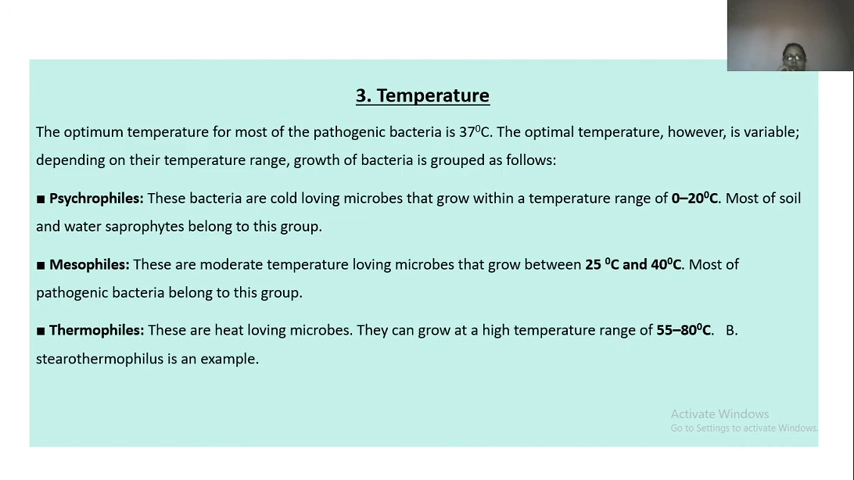 3. Temperature
The optimum temperature for most of the pathogenic bacteria is 37⁰C. The optimal temperature, however, is variable;
depending on their temperature range, growth of bacteria is grouped as follows:
■ Psychrophiles: These bacteria are cold loving microbes that grow within a temperature range of 0–20⁰C. Most of soil
and water saprophytes belong to this group.
■ Mesophiles: These are moderate temperature loving microbes that grow between 25 ⁰C and 40⁰C. Most of
pathogenic bacteria belong to this group.
■ Thermophiles: These are heat loving microbes. They can grow at a high temperature range of 55–80⁰C. B.
stearothermophilus is an example.
Activate Windows
Go to Settings to activate Windows.